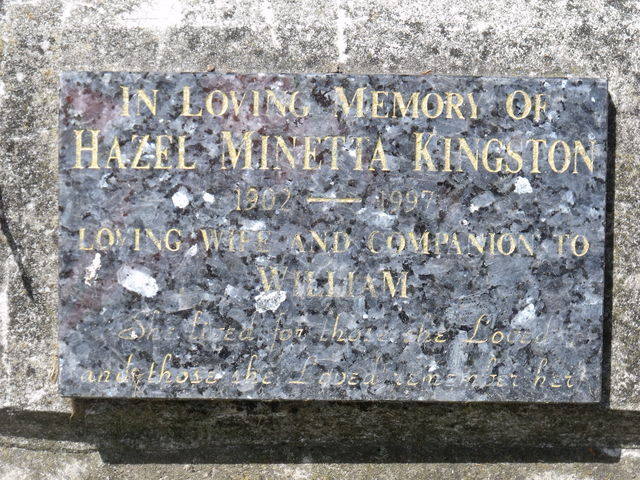 In Loving Memory Of
Hazel Minetta Kingston
1902 — 1997
Loving Wife and Companion to
William
She lived for those she Loved
and those she Loved remember her